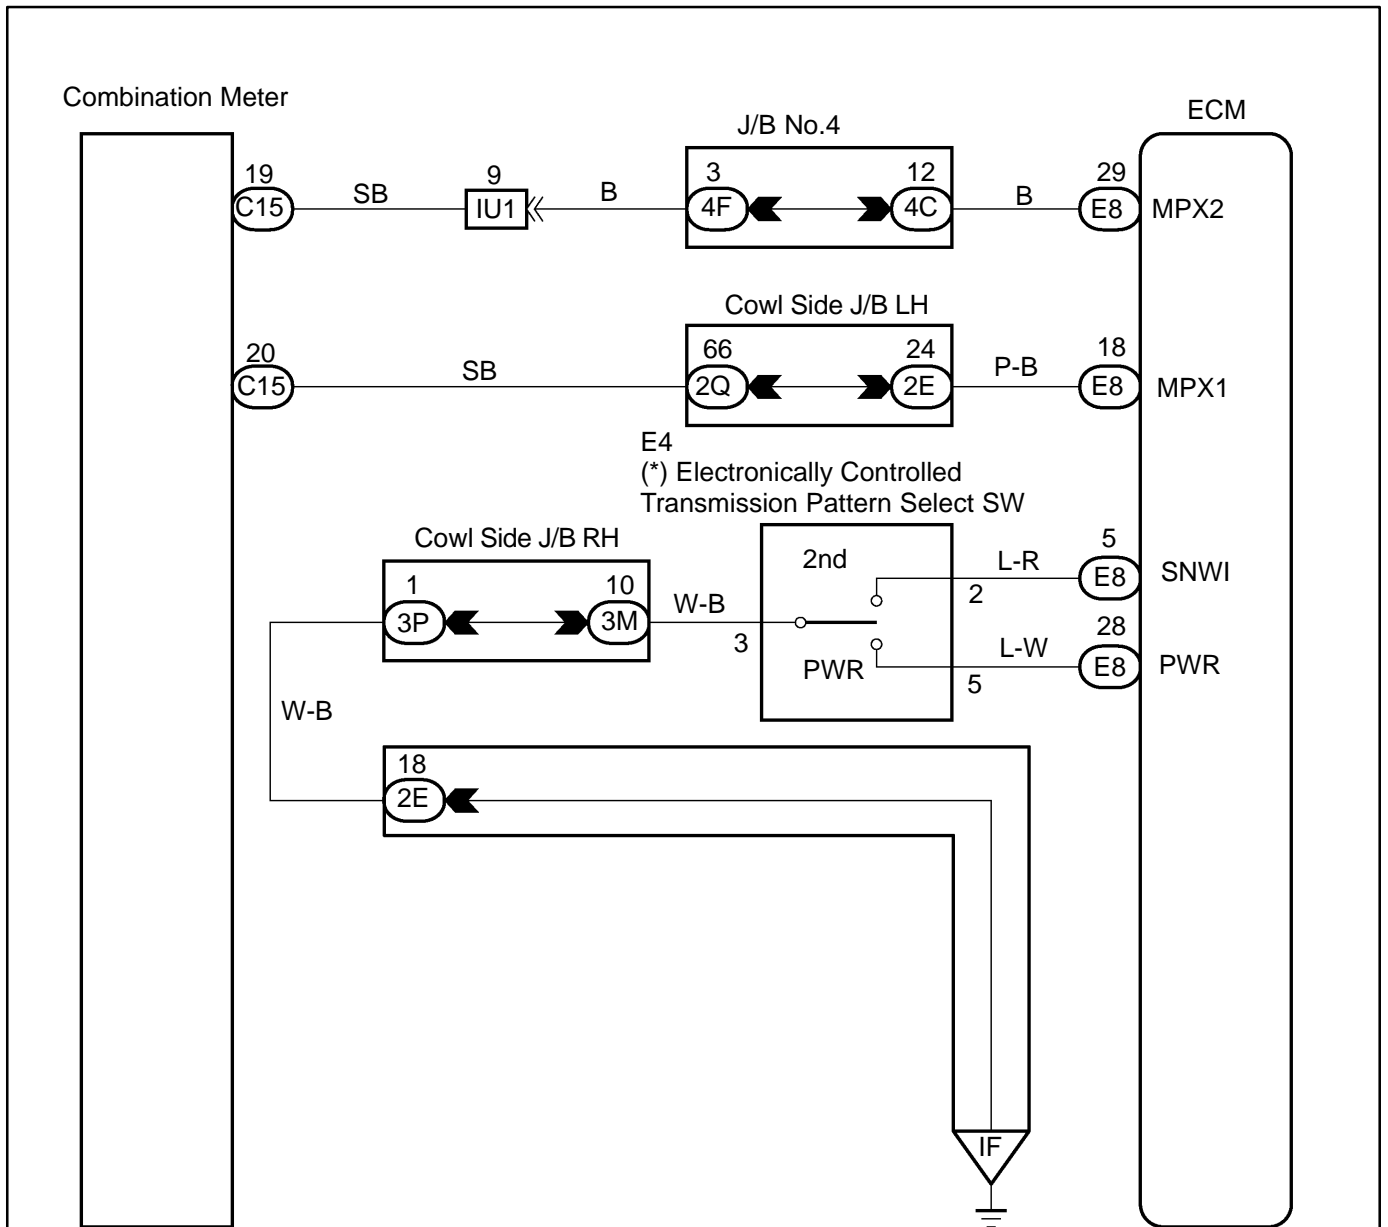 Combination Meter
ECM
J/B No.4
19
9
3
12
29
C15
SB
IU1
B
4F
4C
B
E8
MPX2
Cowl Side J/B LH
20
66
24
18
C15
SB
2Q
2E
P-B
E8
MPX1
E4
(*) Electronically Controlled
Transmission Pattern Select SW
Cowl Side J/B RH
2nd
L-R
5
E8
SNWI
2
1
10
3P
3M
W-B
3
PWR
L-W
28
E8
PWR
5
W-B
18
2E
IF